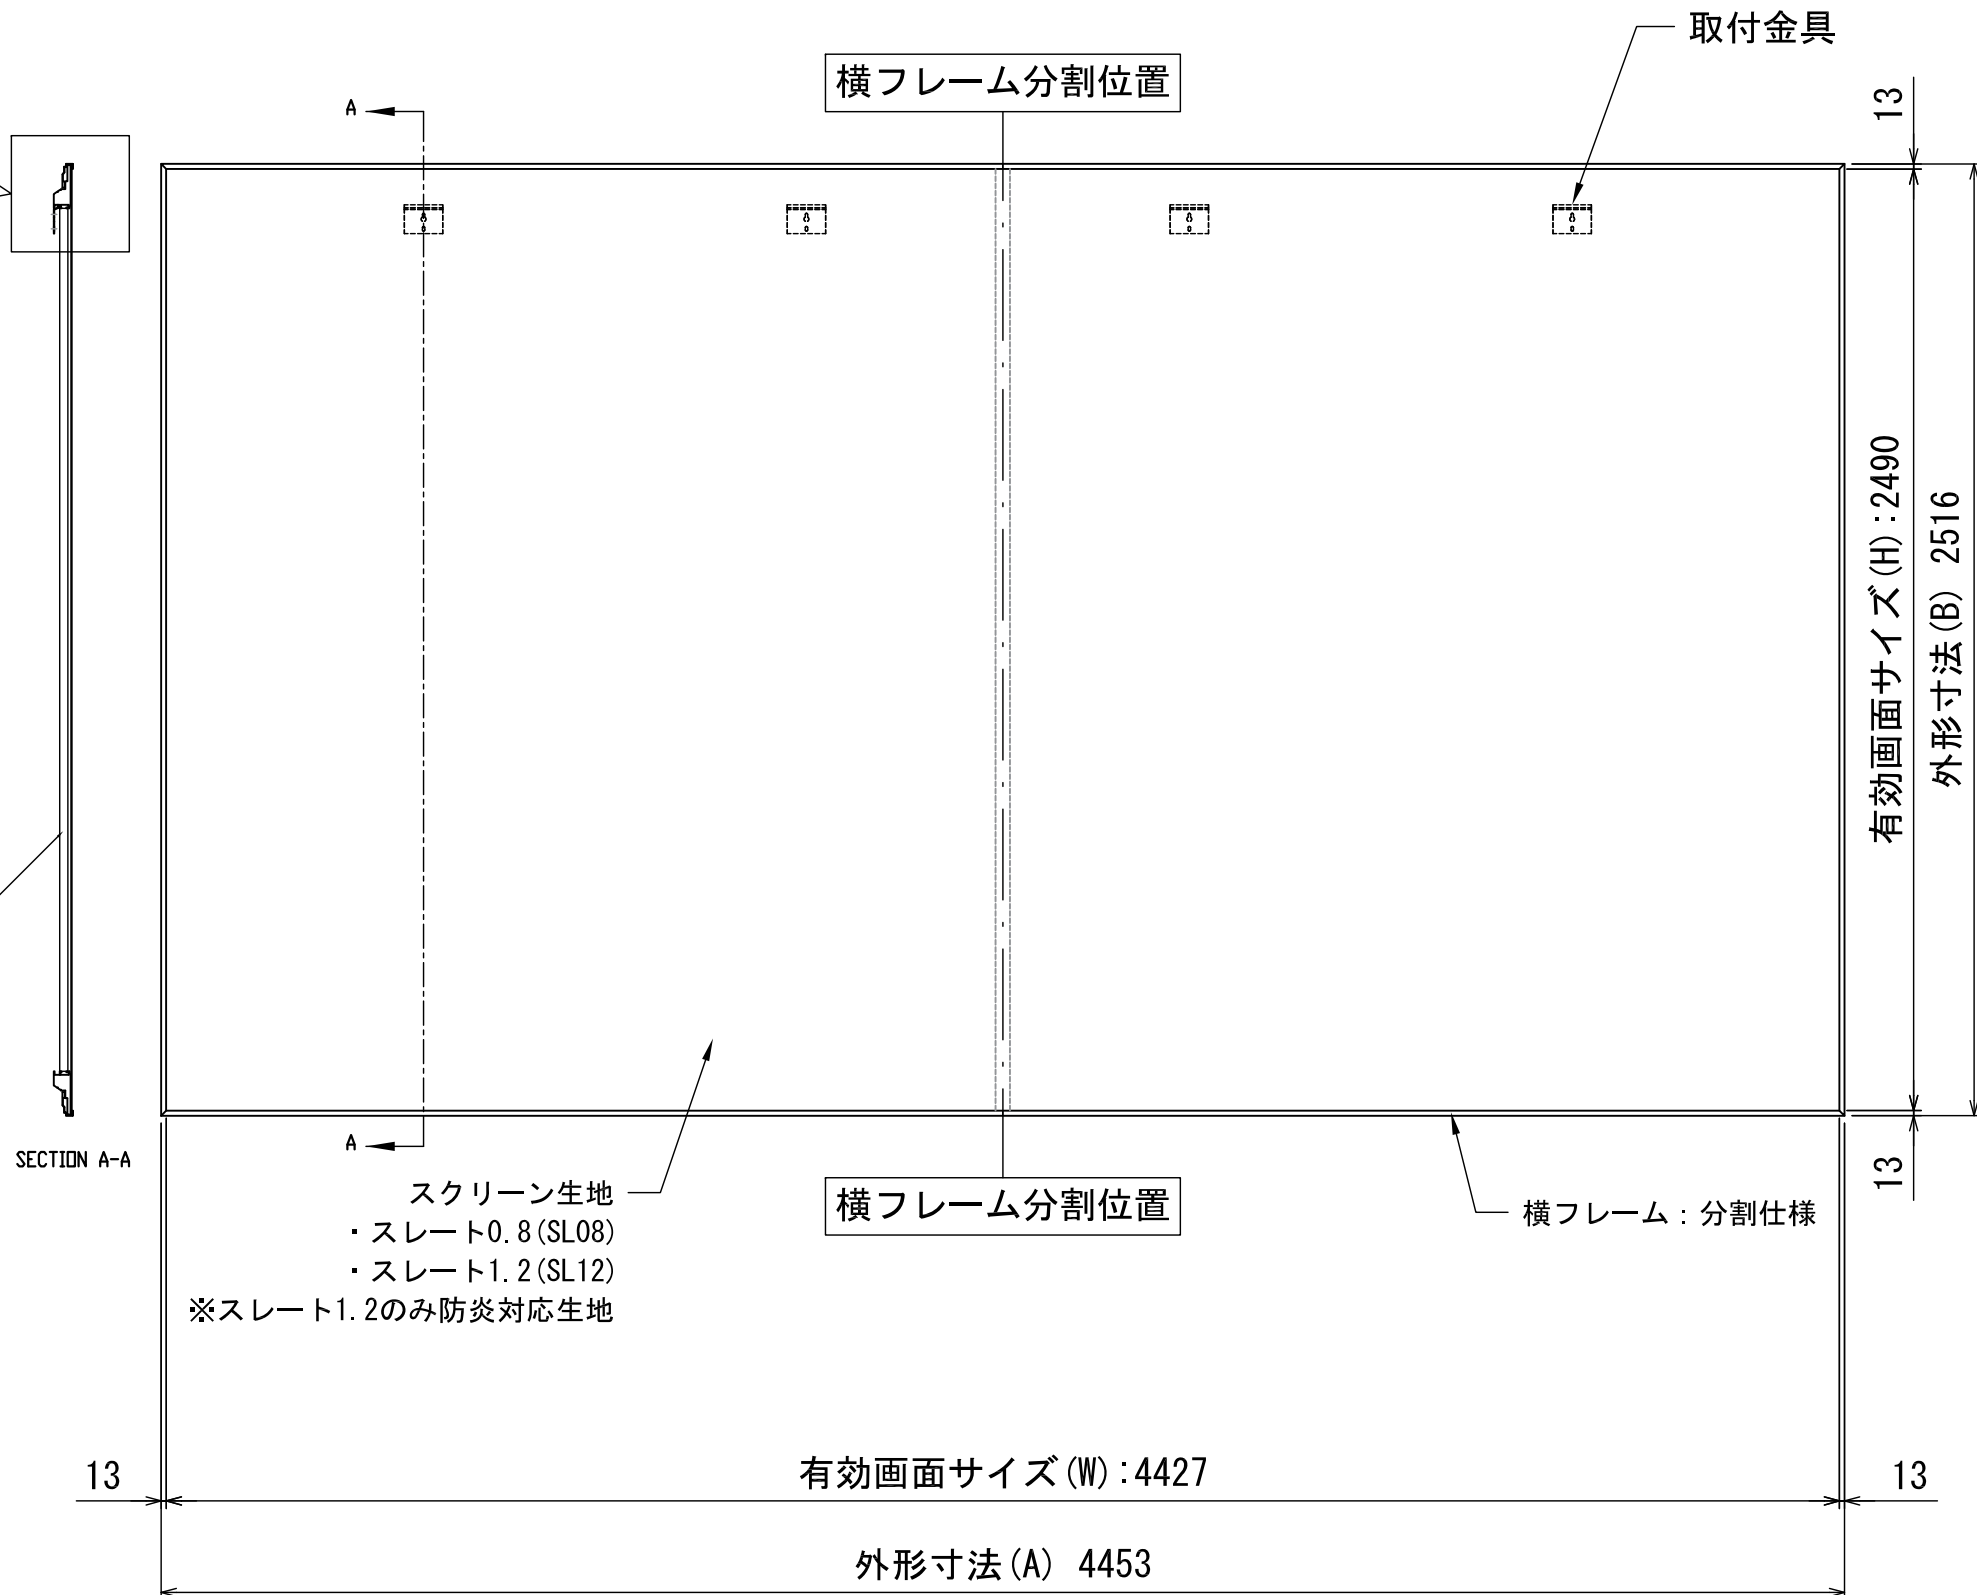 取付金具
横フレーム分割位置
A
13
有効画面サイズ(H):2490
外形寸法(B) 2516
A
SECTION A-A
13
スクリーン生地
・スレート0.8(SL08)
・スレート1.2(SL12)
※スレート1.2のみ防炎対応生地
横フレーム分割位置
横フレーム：分割仕様
13
有効画面サイズ(W):4427
13
外形寸法(A) 4453